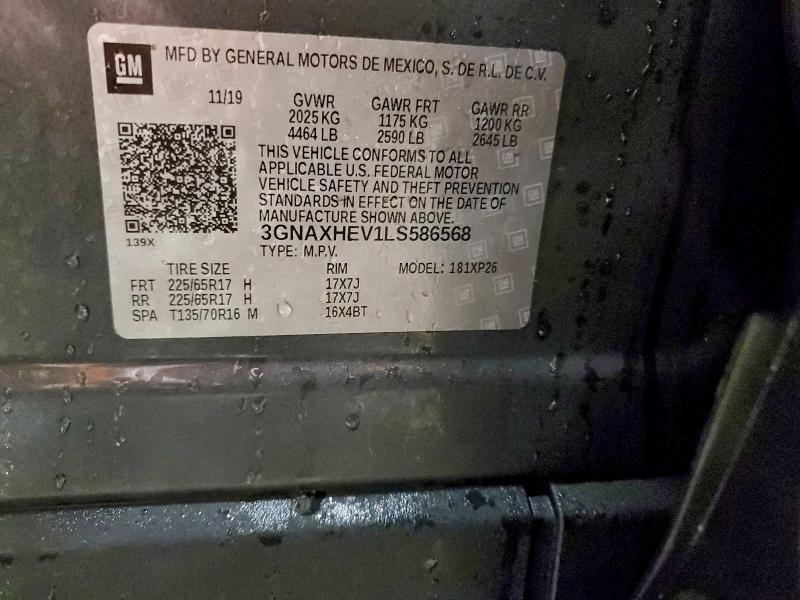 GM
MFD BY GENERAL MOTORS DE MEXICO, S. DE R.L. DE C.V.
11/19 GVWR GAWR FRT GAWR RR
2025 KG 1175 KG 1200 KG
4464 LB 2590 LB 2645 LB
THIS VEHICLE CONFORMS TO ALL
APPLICABLE U.S. FEDERAL MOTOR
VEHICLE SAFETY AND THEFT PREVENTION
STANDARDS IN EFFECT ON THE DATE OF
MANUFACTURE SHOWN ABOVE.
139X
3GNAXHEV1LS586568
TYPE: M.P.V.
TIRE SIZE RIM MODEL: 181XP26
FRT 225/65R17 H 17X7J
RR 225/65R17 H 17X7J
SPA T135/70R16 M 16X4BT